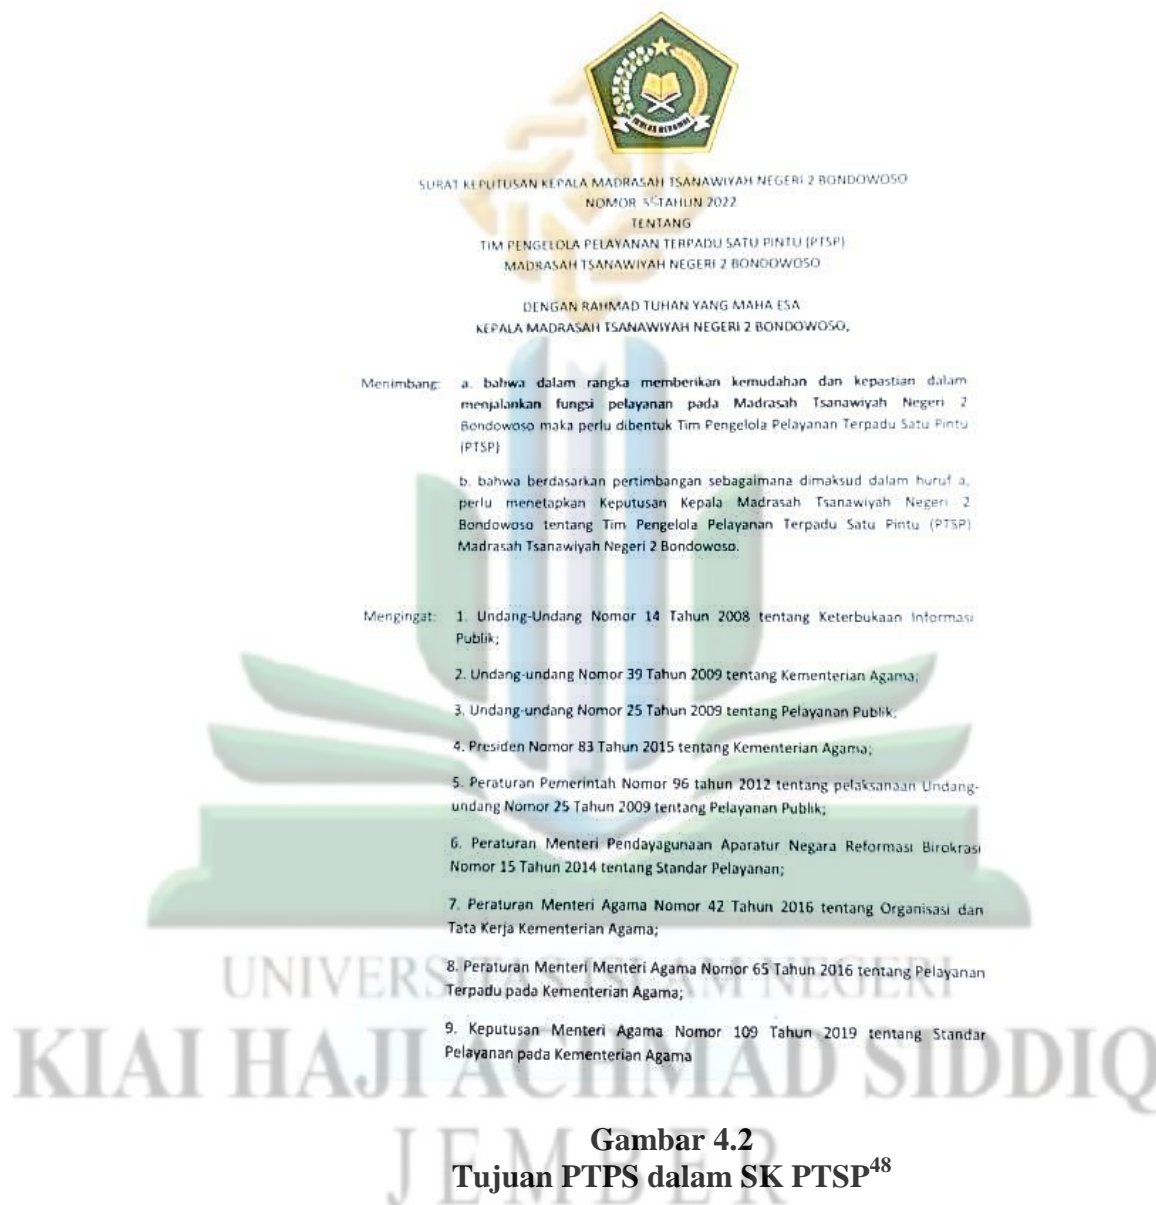 IKHLAS BERAMAL
SURAT KEPUTUSAN KEPALA MADRASAH TSANAWIYAH NEGERI 2 BONDOWOSO
NOMOR TAHUN 2022
TENTANG
TIM PENGELOLA PELAYANAN TERPADU SATU PINTU (PTSP)
MADRASAH TSANAWIYAH NEGERI 2 BONDOWOSO
DENGAN RAHMAD TUHAN YANG MAHA ESA
KEPALA MADRASAH TSANAWIYAH NEGERI 2 BONDOWOSO,
Menimbang: a. bahwa dalam rangka memberikan kemudahan dan kepastian dalam
menjalankan fungsi pelayanan pada Madrasah Tsanawiyah Negeri 2
Bondowoso maka perlu dibentuk Tim Pengelola Pelayanan Terpadu Satu Pintu
(PTSP)
b. bahwa berdasarkan pertimbangan sebagaimana dimaksud dalam huruf a,
perlu menetapkan Keputusan Kepala Madrasah Tsanawiyah Negeri 2
Bondowoso tentang Tim Pengelola Pelayanan Terpadu Satu Pintu (PTSP)
Madrasah Tsanawiyah Negeri 2 Bondowoso.
Mengingat: 1. Undang-Undang Nomor 14 Tahun 2008 tentang Keterbukaan Informasi
Publik;
2. Undang-undang Nomor 39 Tahun 2009 tentang Kementerian Agama;
3. Undang-undang Nomor 25 Tahun 2009 tentang Pelayanan Publik;
4. Presiden Nomor 83 Tahun 2015 tentang Kementerian Agama;
5. Peraturan Pemerintah Nomor 96 tahun 2012 tentang pelaksanaan Undang-
undang Nomor 25 Tahun 2009 tentang Pelayanan Publik;
6. Peraturan Menteri Pendayagunaan Aparatur Negara Reformasi Birokrasi
Nomor 15 Tahun 2014 tentang Standar Pelayanan;
7. Peraturan Menteri Agama Nomor 42 Tahun 2016 tentang Organisasi dan
Tata Kerja Kementerian Agama;
8. Peraturan Menteri Menteri Agama Nomor 65 Tahun 2016 tentang Pelayanan
Terpadu pada Kementerian Agama;
9. Keputusan Menteri Agama Nomor 109 Tahun 2019 tentang Standar
Pelayanan pada Kementerian Agama
UNIVERSITAS ISLAM NEGERI
KIAI HAJI ACHMAD SIDDIQ
JEMBER
Gambar 4.2
Tujuan PTPS dalam SK PTSP48